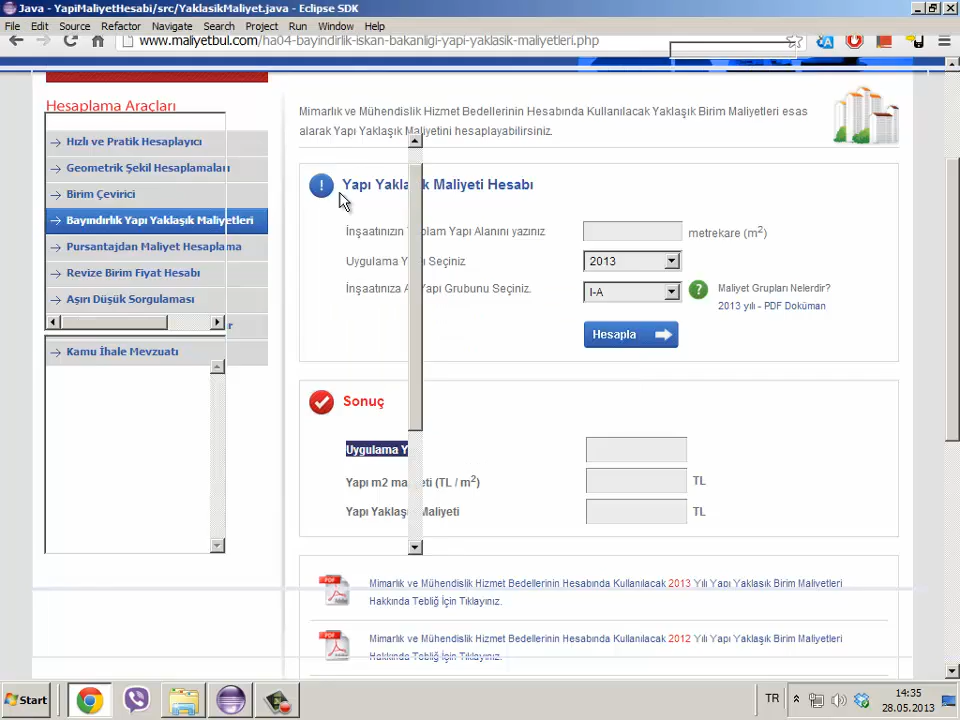 Java - YapiMaliyetHesabi/src/YaklasikMaliyet.java - Eclipse SDK
File Edit Source Refactor Navigate Search Project Run Window Help
www.maliyetbul.com/ha04-bayindirlik-iskan-bakanligi-yapi-yaklasik-maliyetleri.php
Hesaplama Araçları
Hızlı ve Pratik Hesaplayıcı
Geometrik Şekil Hesaplamaları
Birim Çevirici
Bayındırlık Yapı Yaklaşık Maliyetleri
Pursantajdan Maliyet Hesaplama
Revize Birim Fiyat Hesabı
Aşırı Düşük Sorgulaması
Kamu İhale Mevzuatı
Mimarlık ve Mühendislik Hizmet Bedellerinin Hesabında Kullanılacak Yaklaşık Birim Maliyetleri esas
alarak Yapı Yaklaşık Maliyetini hesaplayabilirsiniz.
Yapı Yaklaşık Maliyeti Hesabı
İnşaatınızın Toplam Yapı Alanını yazınız metrekare (m2)
Uygulama Seçiniz 2013
İnşaatınıza Yapı Grubunu Seçiniz. I-A ? Maliyet Grupları Nelerdir?
2013 yılı - PDF Doküman
Hesapla
Sonuç
Uygulama Y
Yapı m2 (TL / m2) TL
Yapı Yaklaşık Maliyeti TL
Mimarlık ve Mühendislik Hizmet Bedellerinin Hesabında Kullanılacak 2013 Yılı Yapı Yaklaşık Birim Maliyetleri
Hakkında Tebliğ İçin Tıklayınız.
Mimarlık ve Mühendislik Hizmet Bedellerinin Hesabında Kullanılacak 2012 Yılı Yapı Yaklaşık Birim Maliyetleri
Hakkında Tebliğ İçin Tıklayınız.
Start TR 14:35
28.05.2013